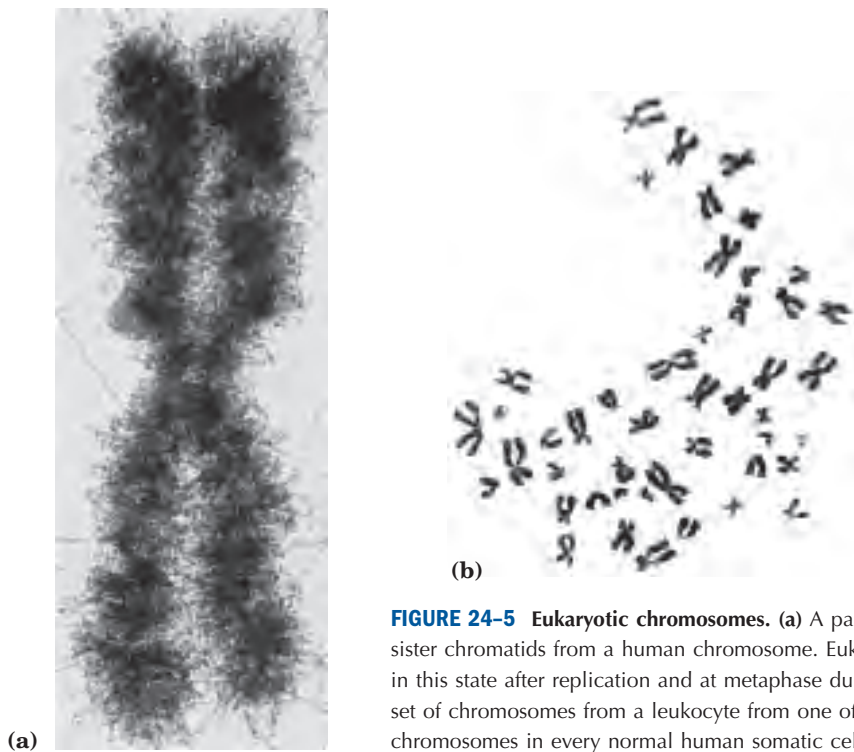 (a)
(b)
FIGURE 24–5 Eukaryotic chromosomes. (a) A pa
sister chromatids from a human chromosome. Euk
in this state after replication and at metaphase du
set of chromosomes from a leukocyte from one of
chromosomes in every normal human somatic cel